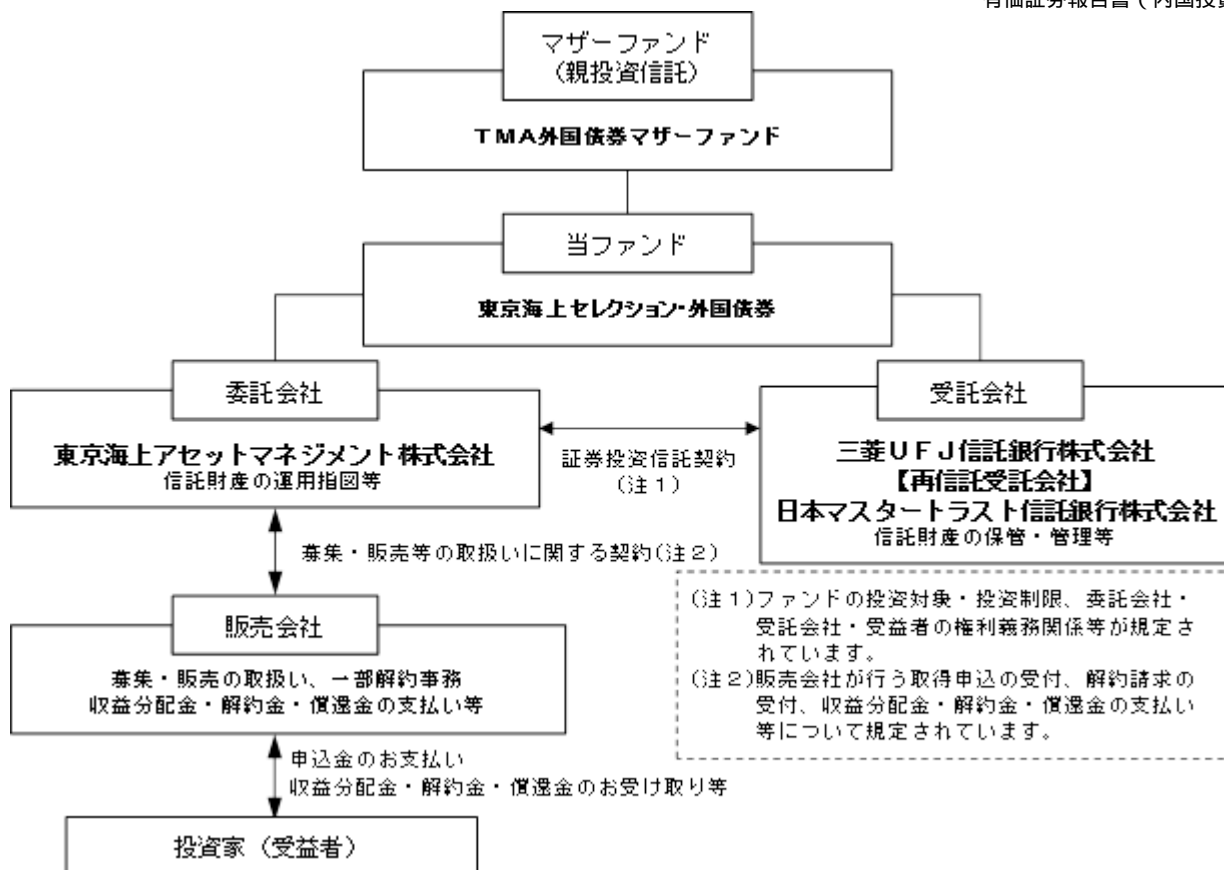 有価証券報告書（内国投資
マザーファンド
（親投資信託）
ＴＭＡ外国債券マザーファンド
当ファンド
東京海上セレクション・外国債券
委託会社
東京海上アセットマネジメント株式会社
信託財産の運用指図等
証券投資信託契約
（注１）
受託会社
三菱ＵＦＪ信託銀行株式会社
【再信託受託会社】
日本マスタートラスト信託銀行株式会社
信託財産の保管・管理等
募集・販売等の取扱いに関する契約（注２）
（注１）ファンドの投資対象・投資制限、委託会社・
受託会社・受益者の権利義務関係等が規定さ
れています。
（注２）販売会社が行う取得申込の受付、解約請求の
受付、収益分配金・解約金・償還金の支払い
等について規定されています。
販売会社
募集・販売の取扱い、一部解約事務
収益分配金・解約金・償還金の支払い等
申込金のお支払い
収益分配金・解約金・償還金のお受け取り等
投資家（受益者）